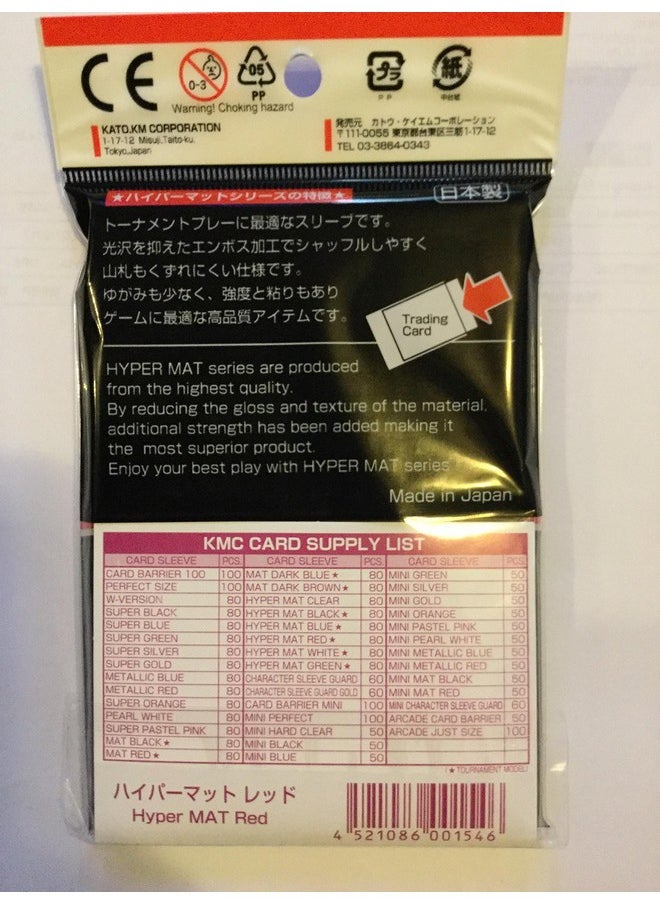 CE
0-3
05
PP
プラ
PP
紙
中台紙
Warning! Choking hazard
KATO.KM CORPORATION
1-17-12 Misuji,Taito-ku,
Tokyo,Japan
発売元 カトウ・ケイエムコーポレーション
〒111-0055 東京都台東区三筋1-17-12
TEL 03-3864-0343
★ハイパーマットシリーズの特徴★
日本製
トーナメントプレーに最適なスリーブです。
光沢を抑えたエンボス加工でシャッフルしやすく
山札もくずれにくい仕様です。
ゆがみも少なく、強度と粘りもあり
ゲームに最適な高品質アイテムです。
Trading
Card
HYPER MAT series are produced
from the highest quality.
By reducing the gloss and texture of the material,
additional strength has been added making it
the most superior product.
Enjoy your best play with HYPER MAT series
Made in Japan
KMC CARD SUPPLY LIST
CARD SLEEVE PCS CARD SLEEVE PCS CARD SLEEVE PCS
CARD BARRIER 100 100 MAT DARK BLUE★ 80 MINI GREEN 50
PERFECT SIZE 100 MAT DARK BROWN★ 80 MINI SILVER 50
W-VERSION 80 HYPER MAT CLEAR 80 MINI GOLD 50
SUPER BLACK 80 HYPER MAT BLACK★ 80 MINI ORANGE 50
SUPER BLUE 80 HYPER MAT BLUE★ 80 MINI PASTEL PINK 50
SUPER GREEN 80 HYPER MAT RED★ 80 MINI PEARL WHITE 50
SUPER SILVER 80 HYPER MAT WHITE★ 80 MINI METALLIC BLUE 50
SUPER GOLD 80 HYPER MAT GREEN★ 80 MINI METALLIC RED 50
METALLIC BLUE 80 CHARACTER SLEEVE GUARD 60 MINI MAT BLACK 50
METALLIC RED 80 CHARACTER SLEEVE GUARD GOLD 60 MINI MAT RED 50
SUPER ORANGE 80 CARD BARRIER MINI 100 MINI CHARACTER SLEEVE GUARD 60
PEARL WHITE 80 MINI PERFECT 100 ARCADE CARD BARRIER 50
SUPER PASTEL PINK 80 MINI HARD CLEAR 50 ARCADE JUST SIZE 100
MAT BLACK★ 80 MINI BLACK 50
MAT RED★ 80 MINI BLUE 50
(★TOURNAMENT MODEL)
ハイパーマット レッド
Hyper MAT Red
4 521086 001546